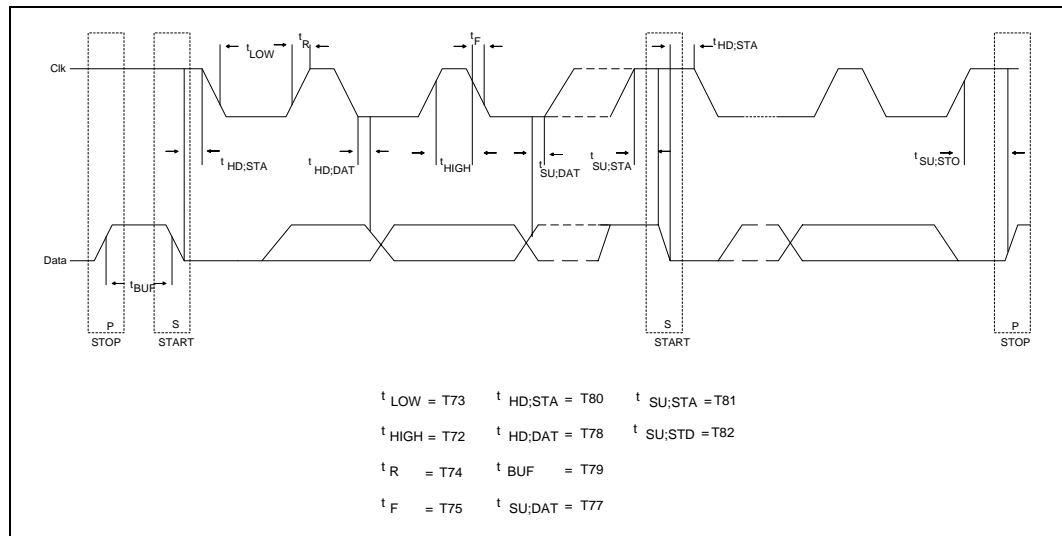 tR
tF
tHD;STA
tLOW
Clk
tHD;STA
tHD;DAT
tHIGH
tSU;DAT
tSU;STA
tSU;STO
Data
tBUF
P
S
S
P
STOP
START
START
STOP
t LOW = T73
t HD;STA = T80
t SU;STA =T81
t HIGH = T72
t HD;DAT = T78
t SU;STD =T82
t R = T74
t BUF = T79
t F = T75
t SU;DAT = T77